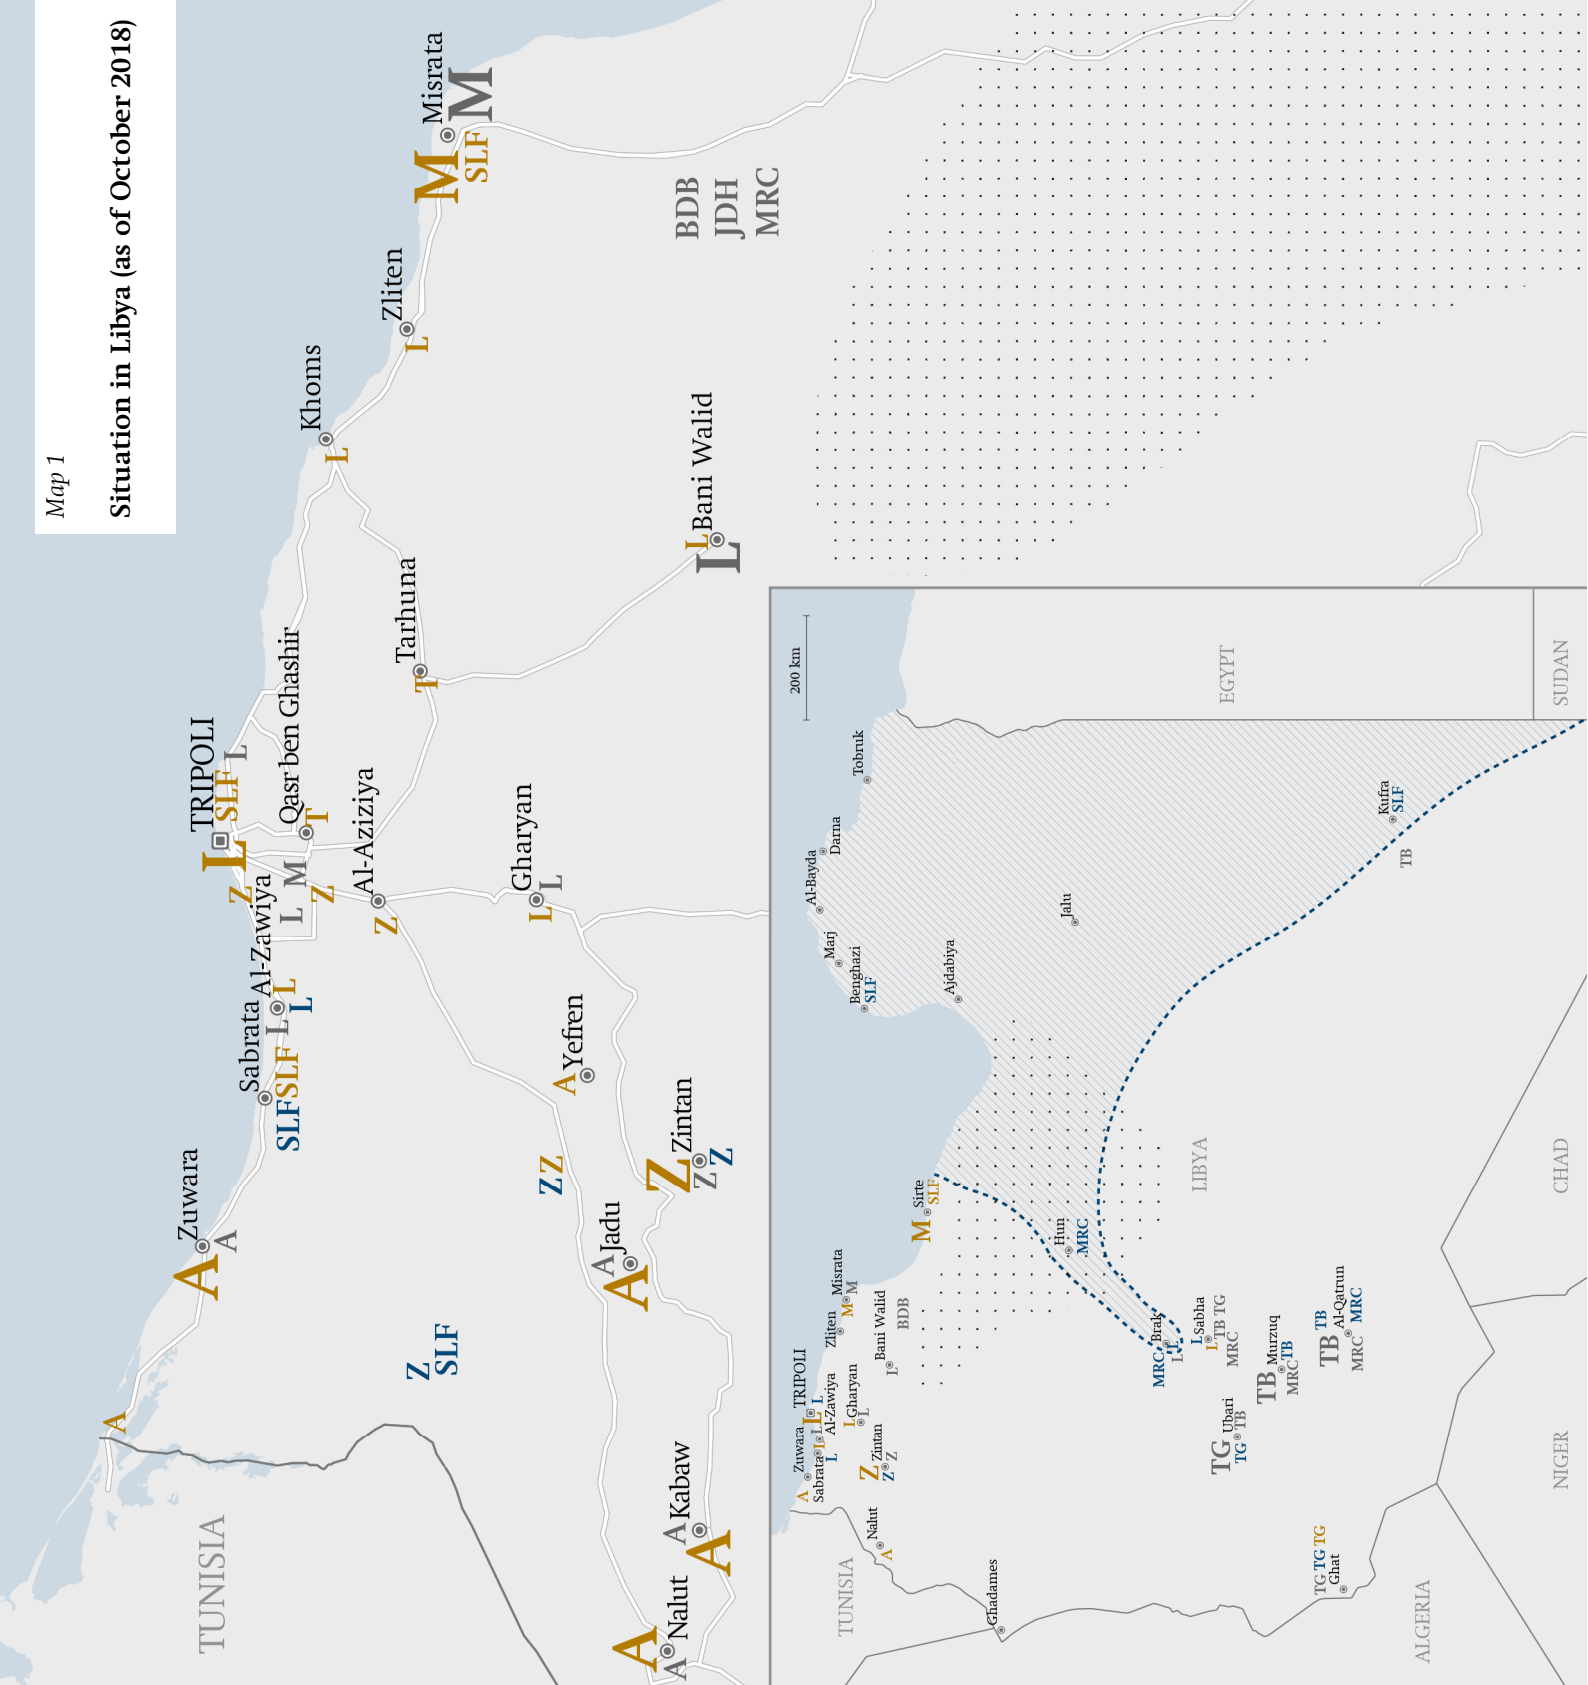 Map 1
Situation in Libya (as of October 2018)
TUNISIA
A
Zuwara
A
A
Sabrata
SLF
SLF
Al-Zawiya
L
L
L
TRIPOLI
L
SLF
L
Z
L
M
Z
Qasr ben Ghashir
T
Al-Aziziya
Z
Tarhuna
T
Khoms
L
Zliten
L
Misrata
M
M
SLF
BDB
JDH
MRC
Bani Walid
L
L
Gharyan
L
L
Yefren
A
Z
Z
Zintan
Z
Z
Z
Jadu
A
A
Z
SLF
Kabaw
A
A
Nalut
A
A
200 km
TUNISIA
Zuwara
A
Sabrata
L
TRIPOLI
L
L
L
L
Al-Zawiya
L
Gharyan
L
L
Zintan
Z
Z
Z
Nalut
A
Zliten
Misrata
M
M
Bani Walid
L
BDB
Sirte
M
SLF
Marj
Al-Bayda
Darna
Tobruk
Benghazi
SLF
Ajdabiya
Jalu
Ghadames
Hun
MRC
Brak
MRC
L
L
LIBYA
EGYPT
Sabha
L
L
TB
TG
MRC
Ubari
TG
TG
TB
Murzuq
TB
TB
MRC
Al-Qatrun
TB
TB
MRC
MRC
Kufra
SLF
TB
TG
TG
TG
Ghat
ALGERIA
NIGER
CHAD
SUDAN